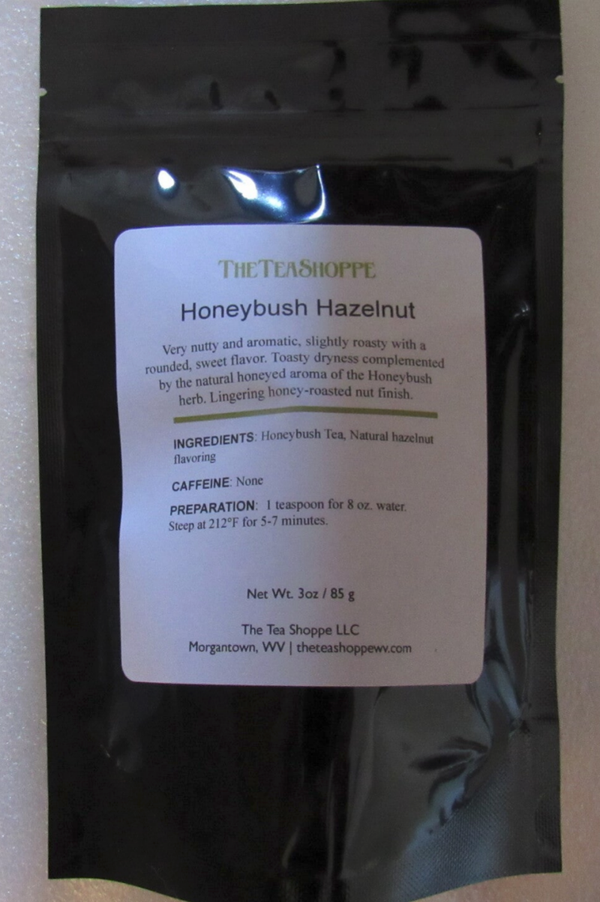 THETEASHOPPE
Honeybush Hazelnut
Very nutty and aromatic, slightly roasty with a
rounded, sweet flavor. Toasty dryness complemented
by the natural honeyed aroma of the Honeybush
herb. Lingering honey-roasted nut finish.
INGREDIENTS: Honeybush Tea, Natural hazelnut
flavoring
CAFFEINE: None
PREPARATION: 1 teaspoon for 8 oz. water.
Steep at 212°F for 5-7 minutes.
Net Wt. 3oz / 85 g
The Tea Shoppe LLC
Morgantown, WV | theteashoppewv.com